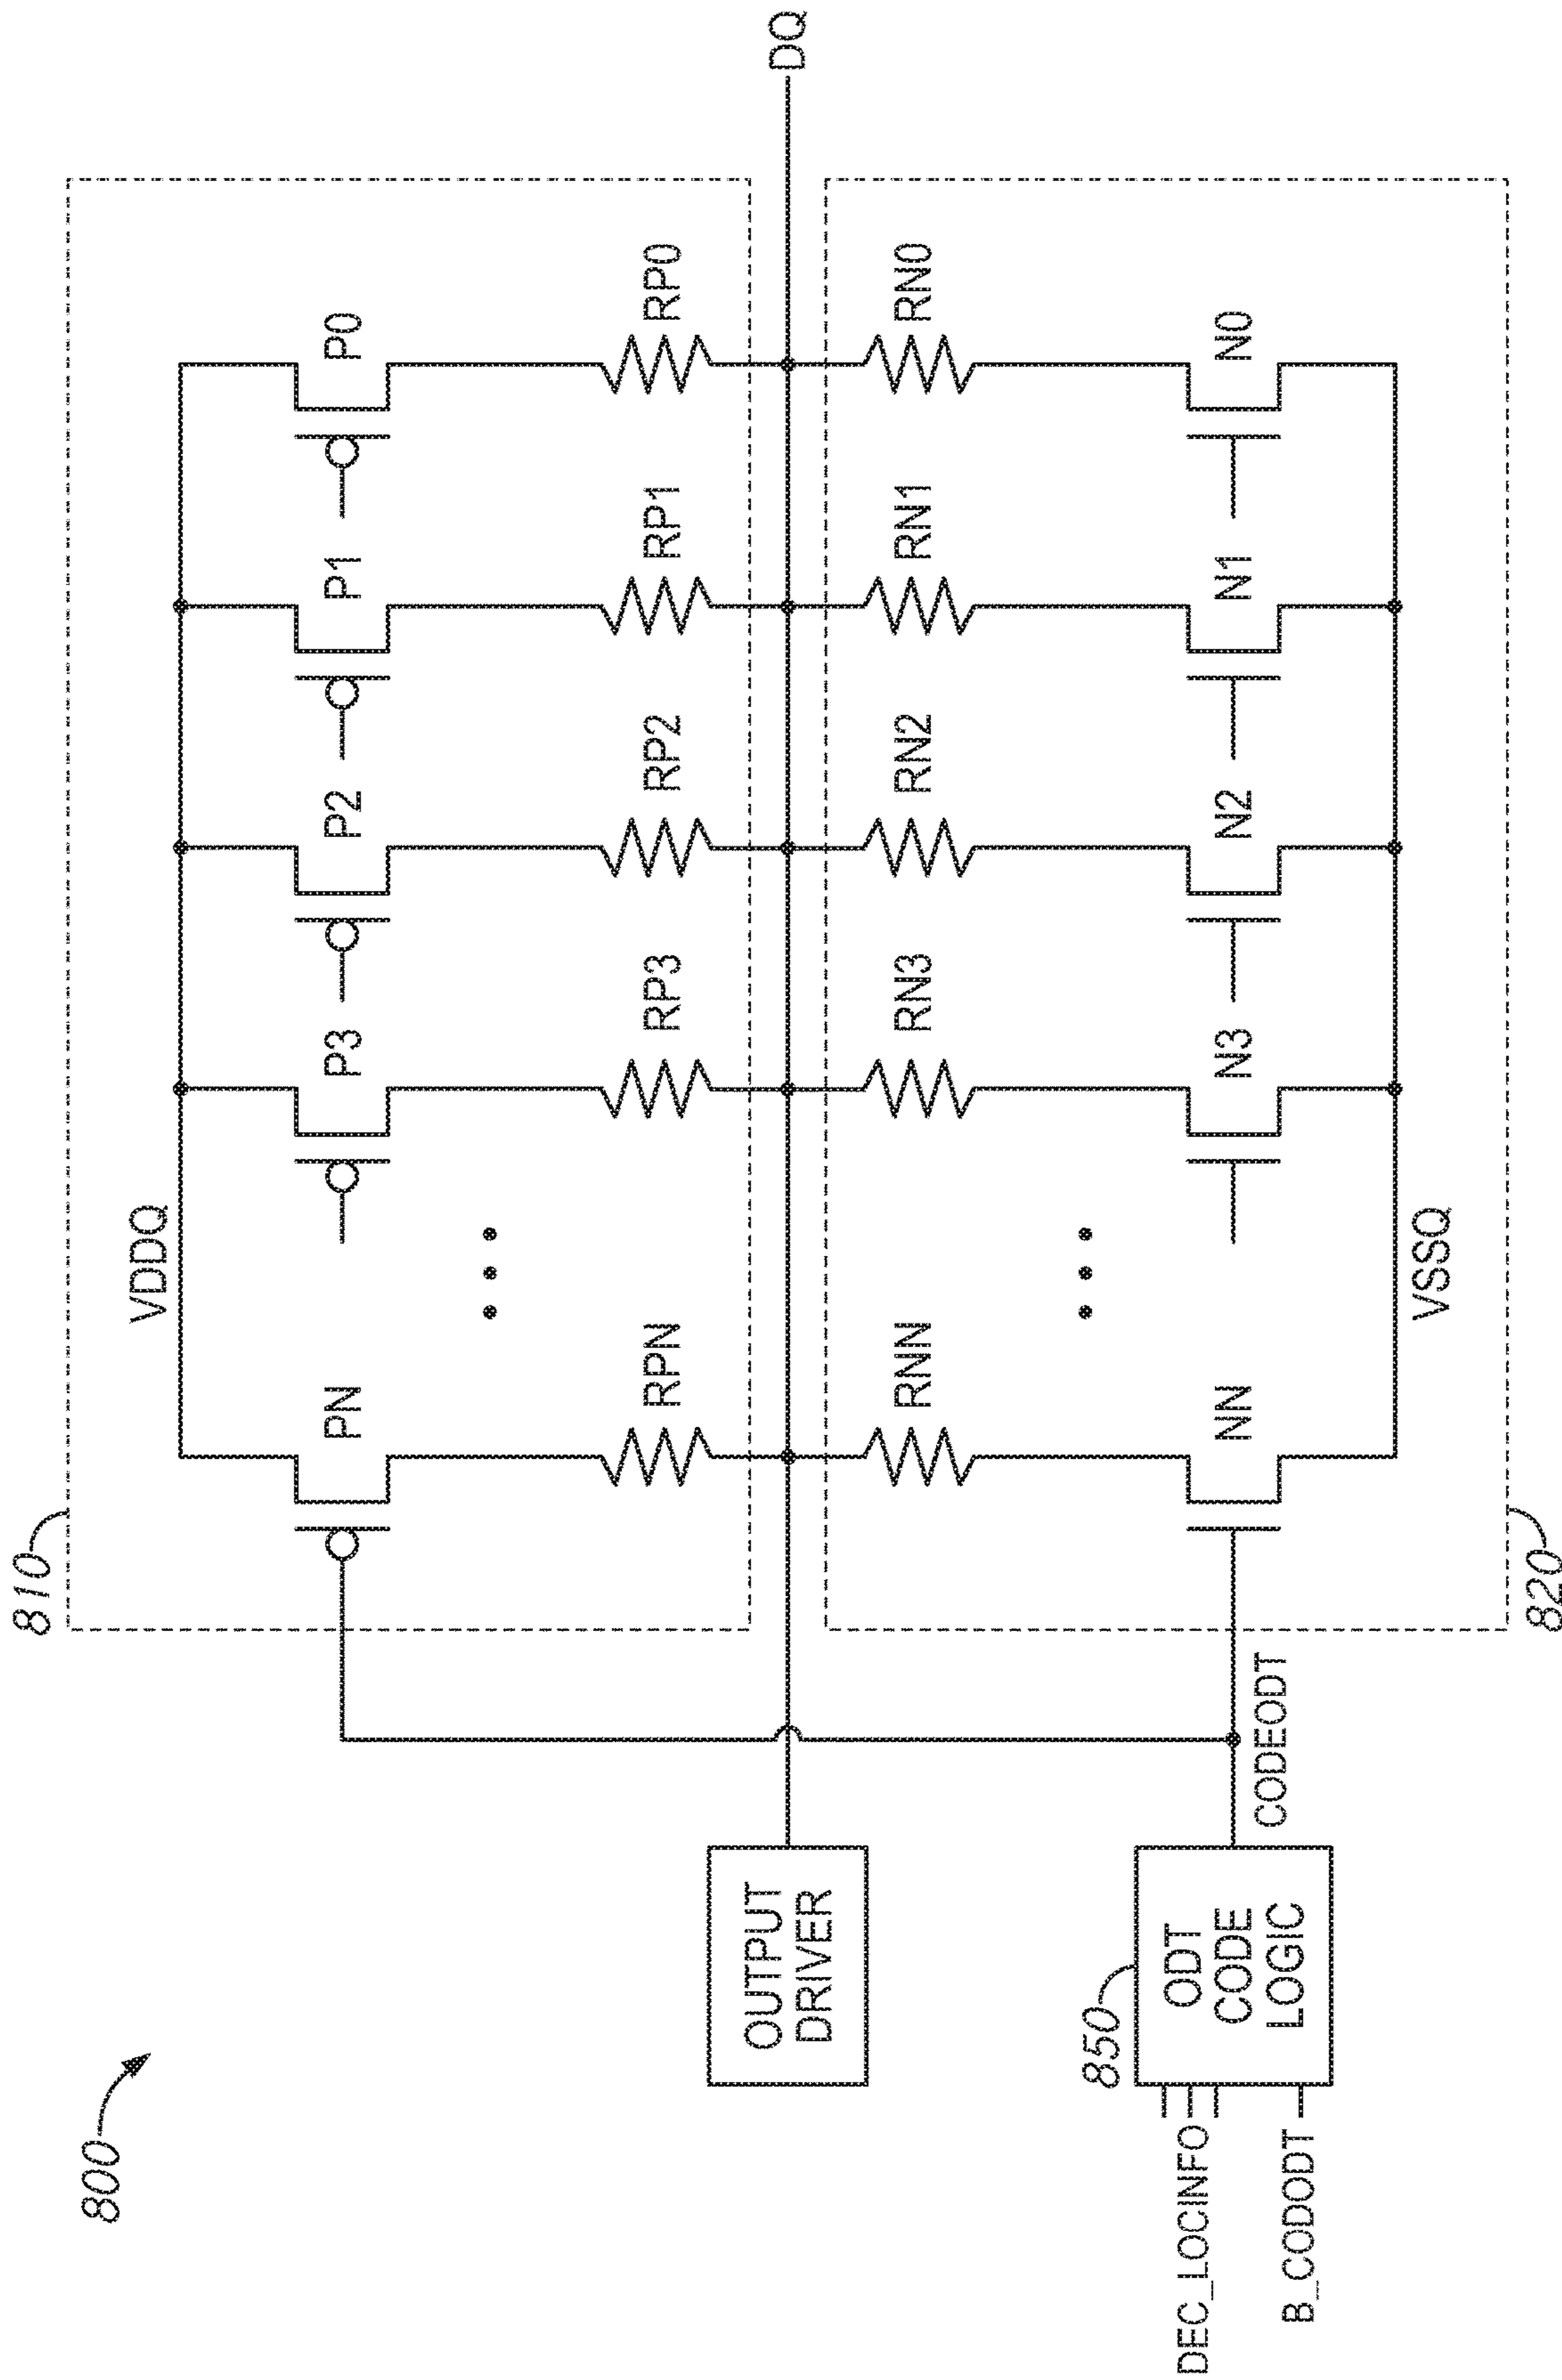 800
810
VDDQ
PN
P3
P2
P1
P0
RPN
RP3
RP2
RP1
RP0
OUTPUT
DRIVER
DQ
RNN
RN3
RN2
RN1
RN0
850
ODT
CODE
LOGIC
DEC_LOCINFO
B_CODODT
CODEODT
NN
N3
N2
N1
N0
VSSQ
820